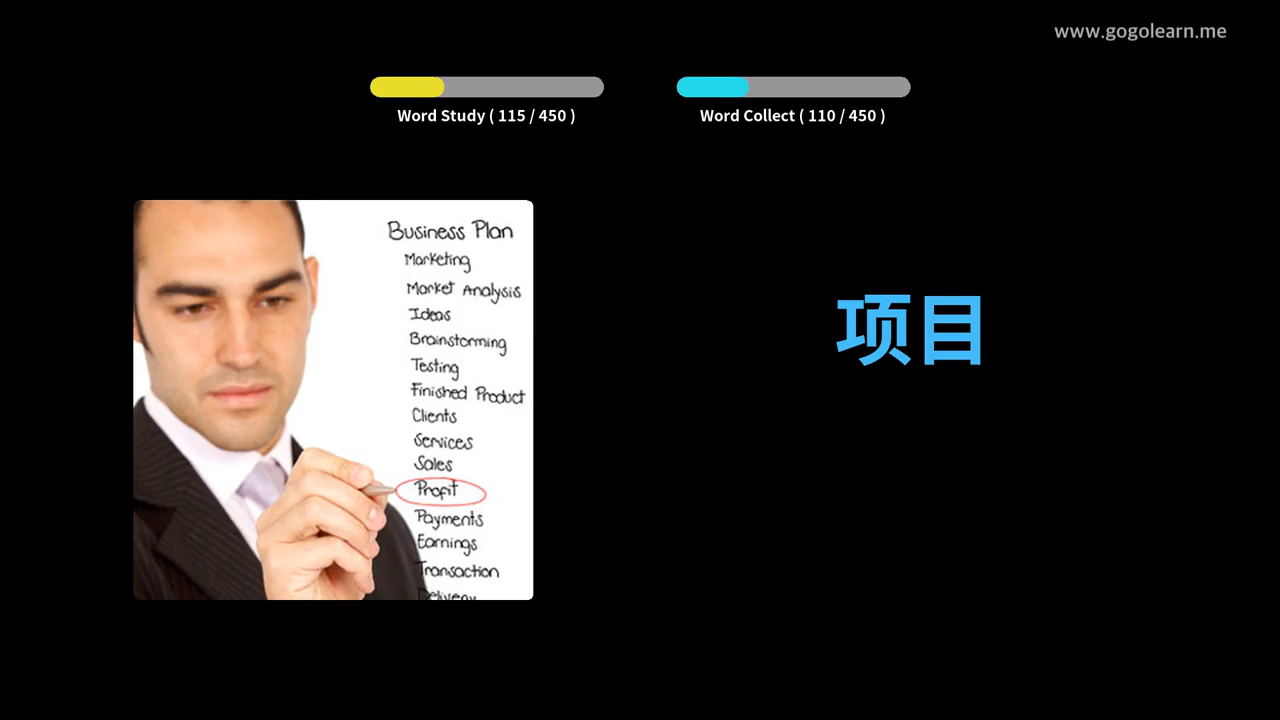 www.gogolearn.me
Word Study ( 115 / 450 )
Word Collect ( 110 / 450 )
Business Plan
Marketing
Market Analysis
Ideas
Brainstorming
Testing
Finished Product
Clients
Services
Sales
Profit
Payments
Earnings
Transaction
Delivery
项目